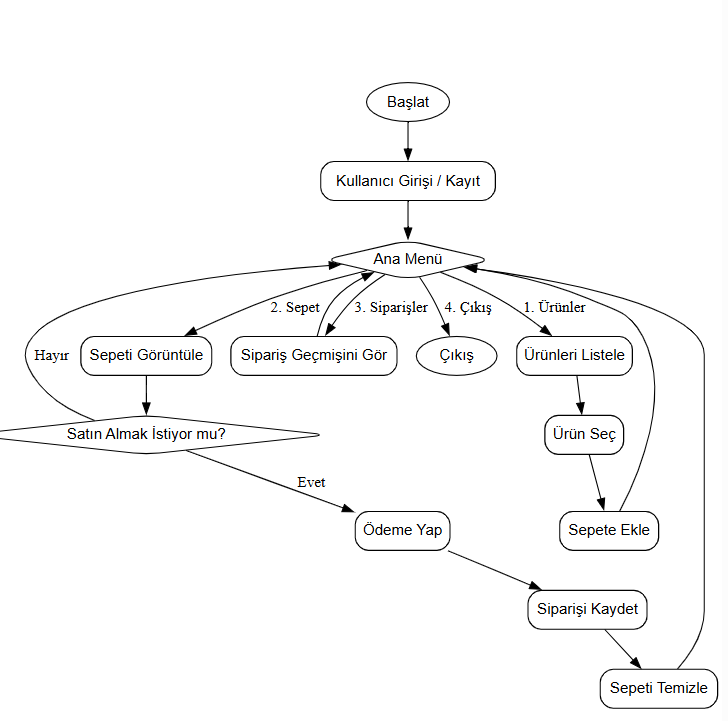 Başlat
Kullanıcı Girişi / Kayıt
Ana Menü
2. Sepet
3. Siparişler
4. Çıkış
1. Ürünler
Hayır
Sepeti Görüntüle
Sipariş Geçmişini Gör
Çıkış
Ürünleri Listele
Satın Almak İstiyor mu?
Ürün Seç
Evet
Ödeme Yap
Sepete Ekle
Siparişi Kaydet
Sepeti Temizle